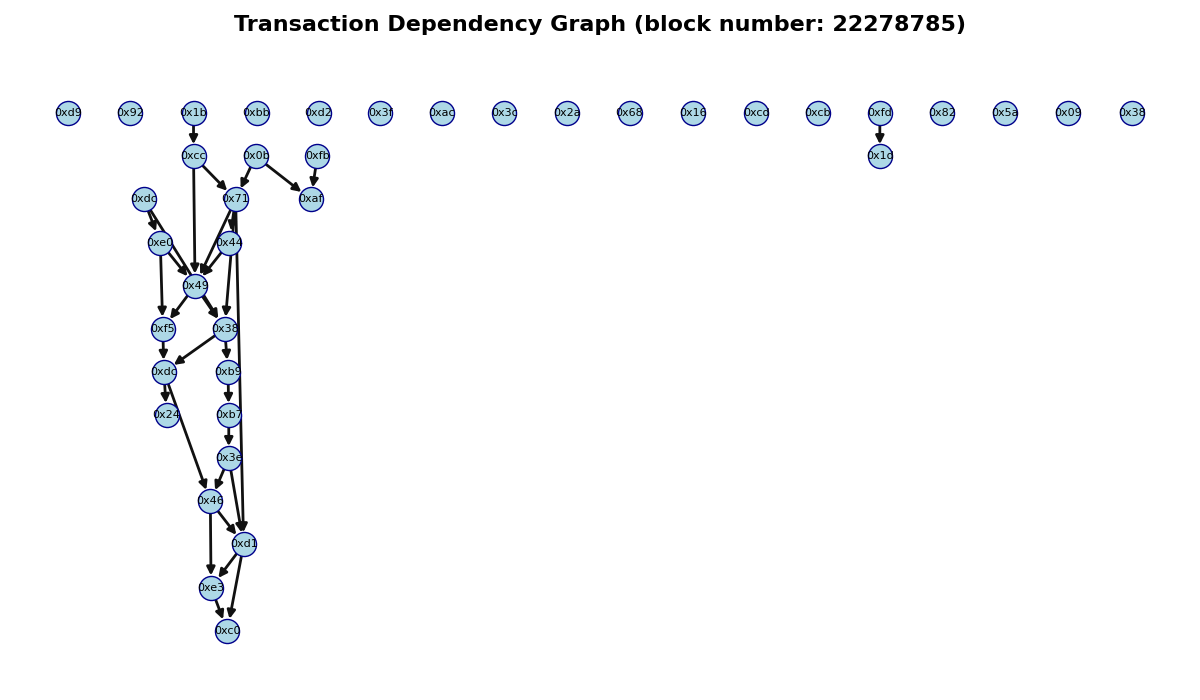 Transaction Dependency Graph (block number: 22278785)
0xd9 0x92 0x1b 0xbb 0xd2 0x3f 0xac 0x3c 0x2a 0x68 0x16 0xcd 0xcb 0xfd 0x82 0x5a 0x09 0x38
0xcc 0x0b 0xfb 0x1d
0xdc 0x71 0xaf
0xe0 0x44
0x49
0xf5 0x38
0xdc 0xb9
0x24 0xb7
0x3e
0x46
0xd1
0xe3
0xc0